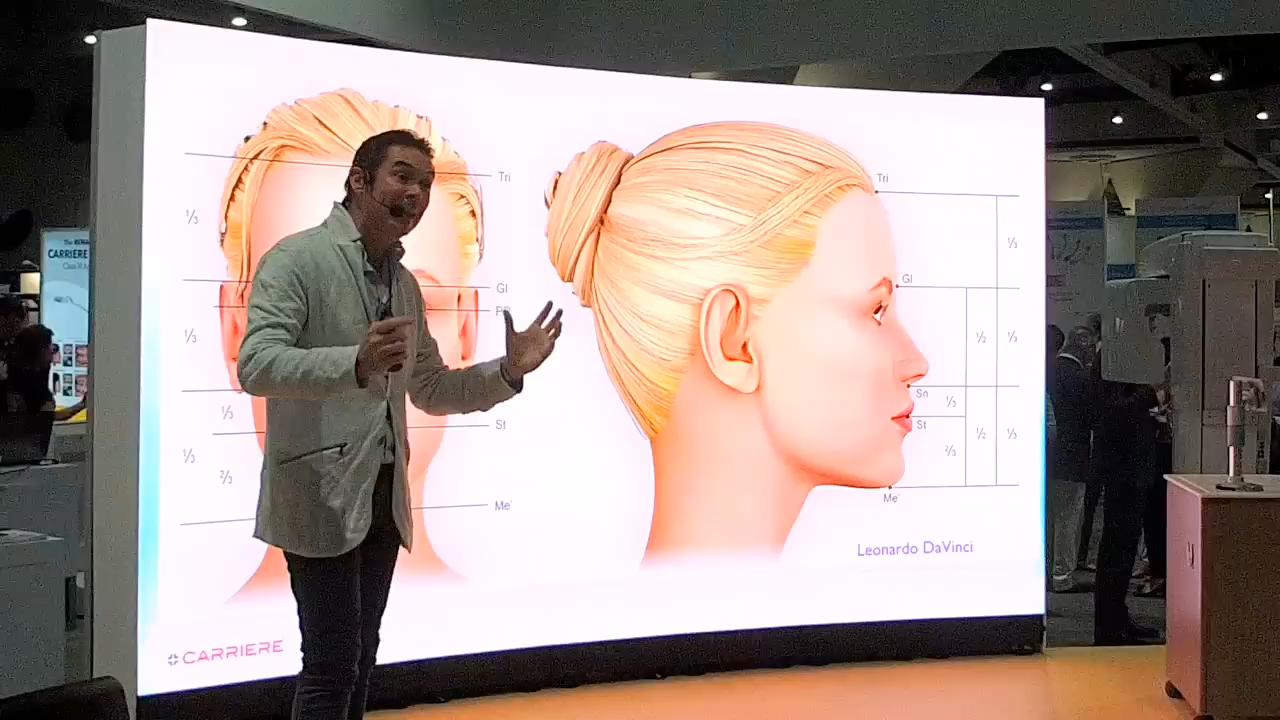 Tri
⅓
Gl
⅓
⅓
St
⅓
⅔
Me'
Tri
⅓
Gl
½
⅓
Sn
⅓
St
½
⅓
⅔
Me'
Leonardo DaVinci
CARRIERE
The
CARRIERE